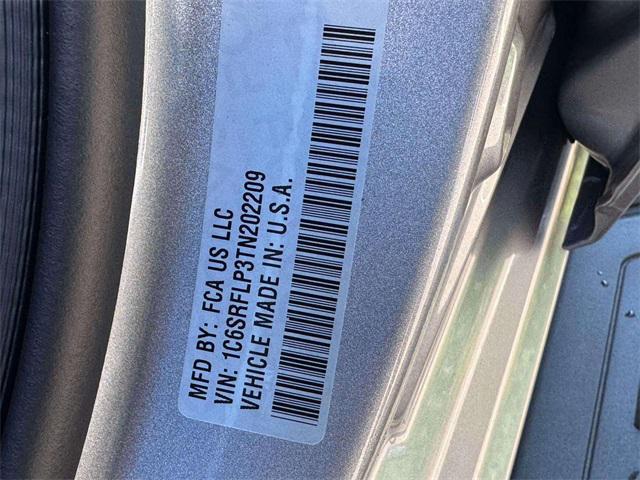 MFD BY: FCA US LLC
VIN: 1C6SRFLP3TN202209
VEHICLE MADE IN: U.S.A.